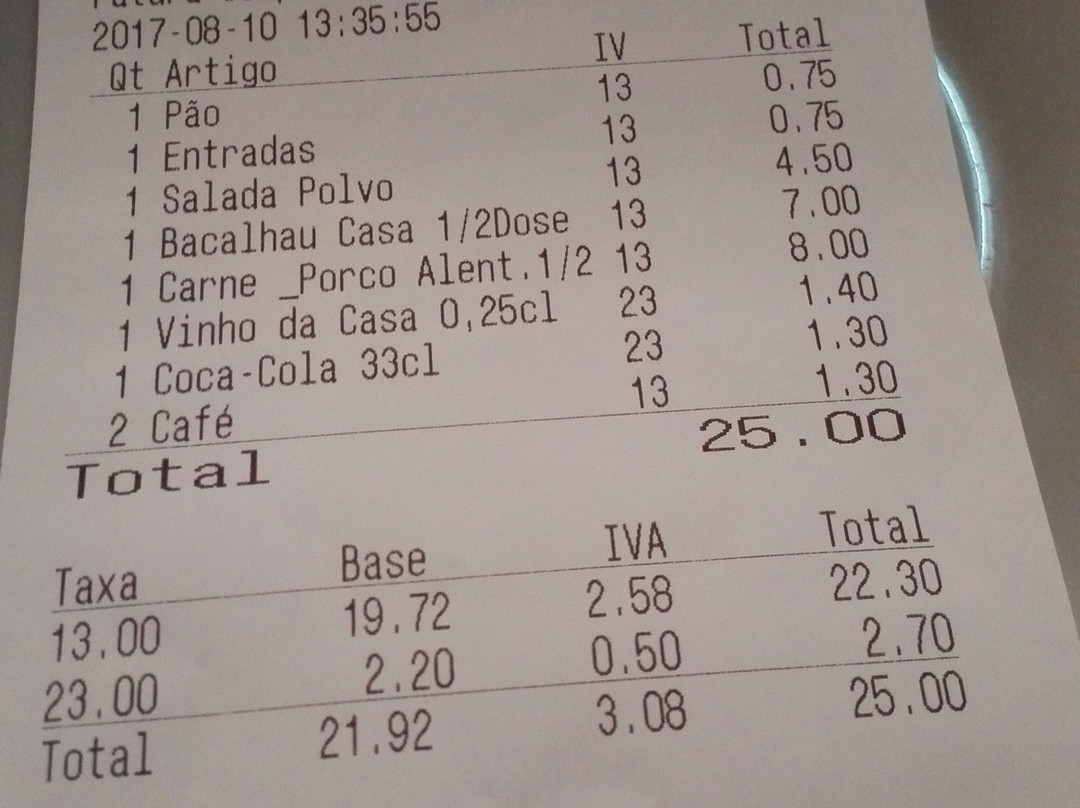 2017-08-10 13:35:55
Qt Artigo IV Total
1 Pão 13 0.75
1 Entradas 13 0.75
1 Salada Polvo 13 4.50
1 Bacalhau Casa 1/2Dose 13 7.00
1 Carne _Porco Alent.1/2 13 8.00
1 Vinho da Casa 0,25cl 23 1.40
1 Coca-Cola 33cl 23 1.30
2 Café 13 1.30
Total 25.00
Taxa Base IVA Total
13.00 19.72 2.58 22.30
23.00 2.20 0.50 2.70
Total 21.92 3.08 25.00